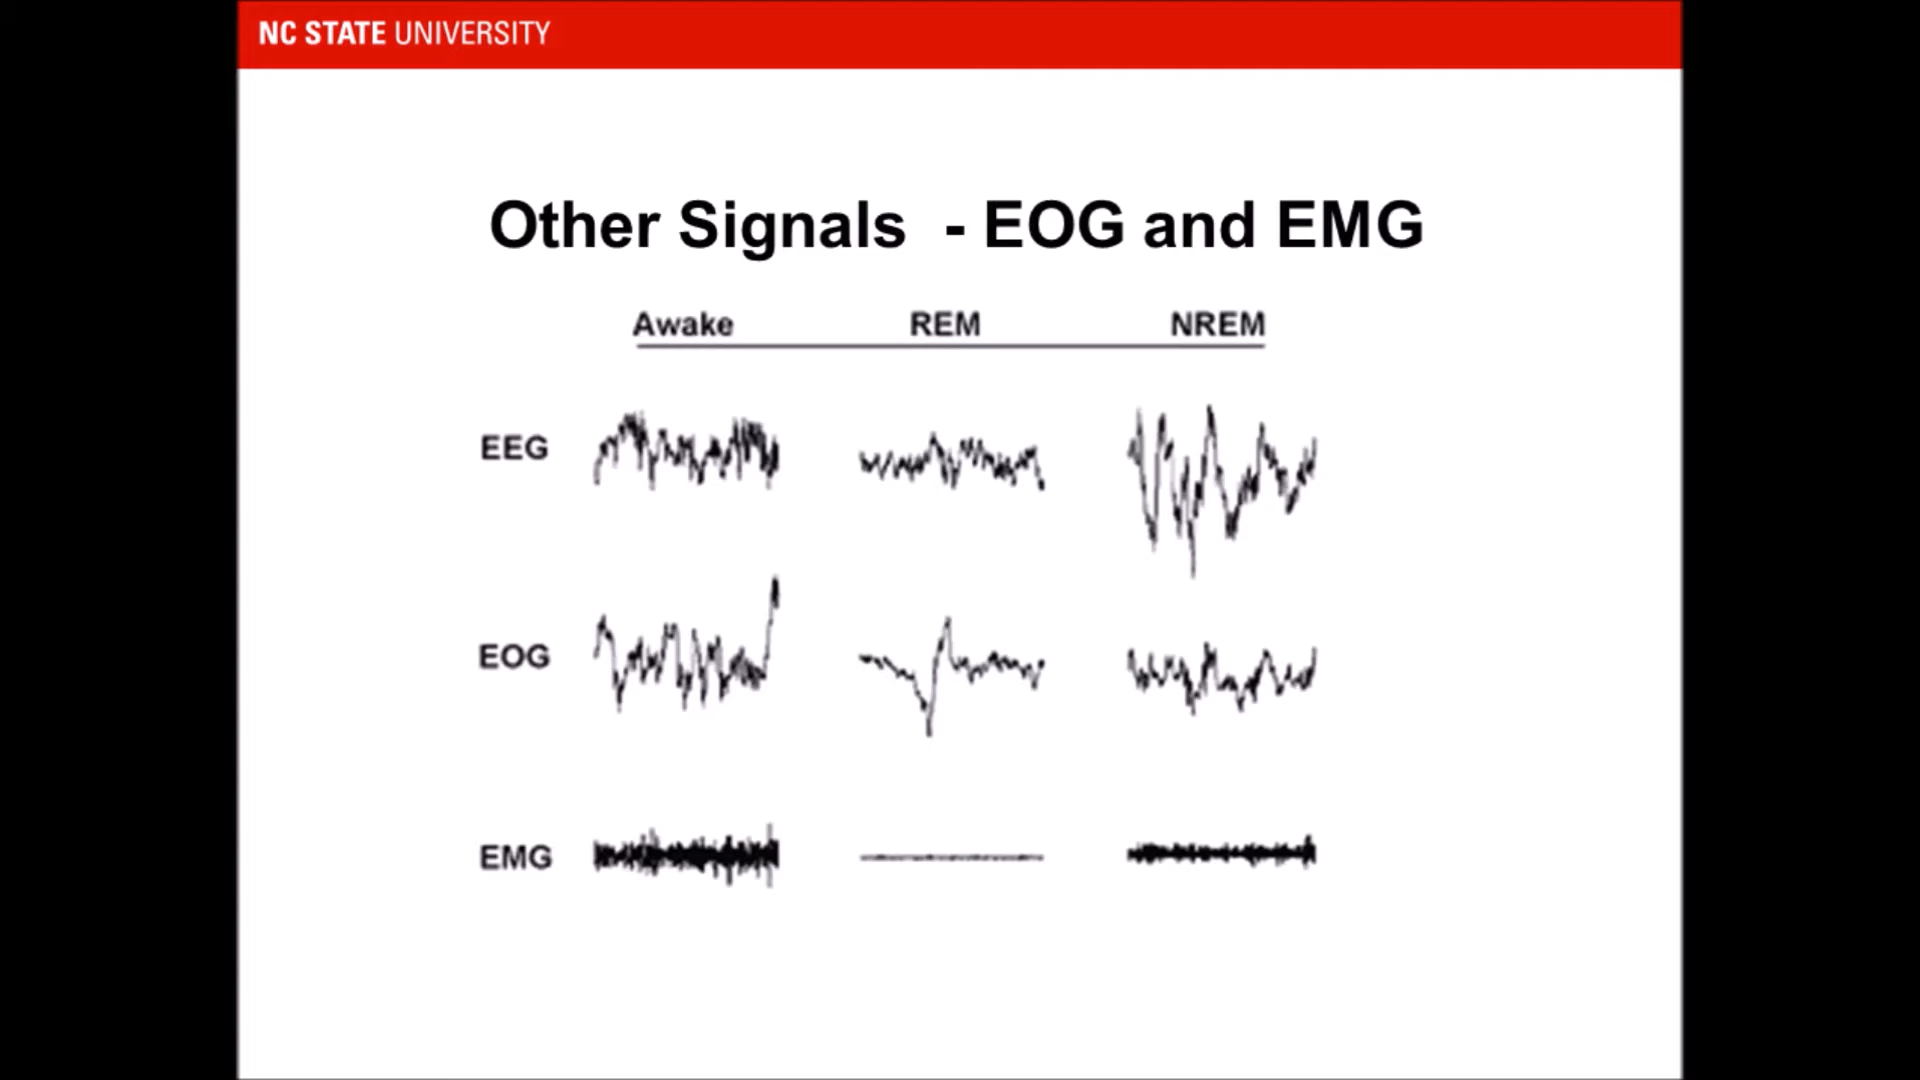 NC STATE UNIVERSITY
Other Signals - EOG and EMG
Awake REM NREM
EEG
EOG
EMG